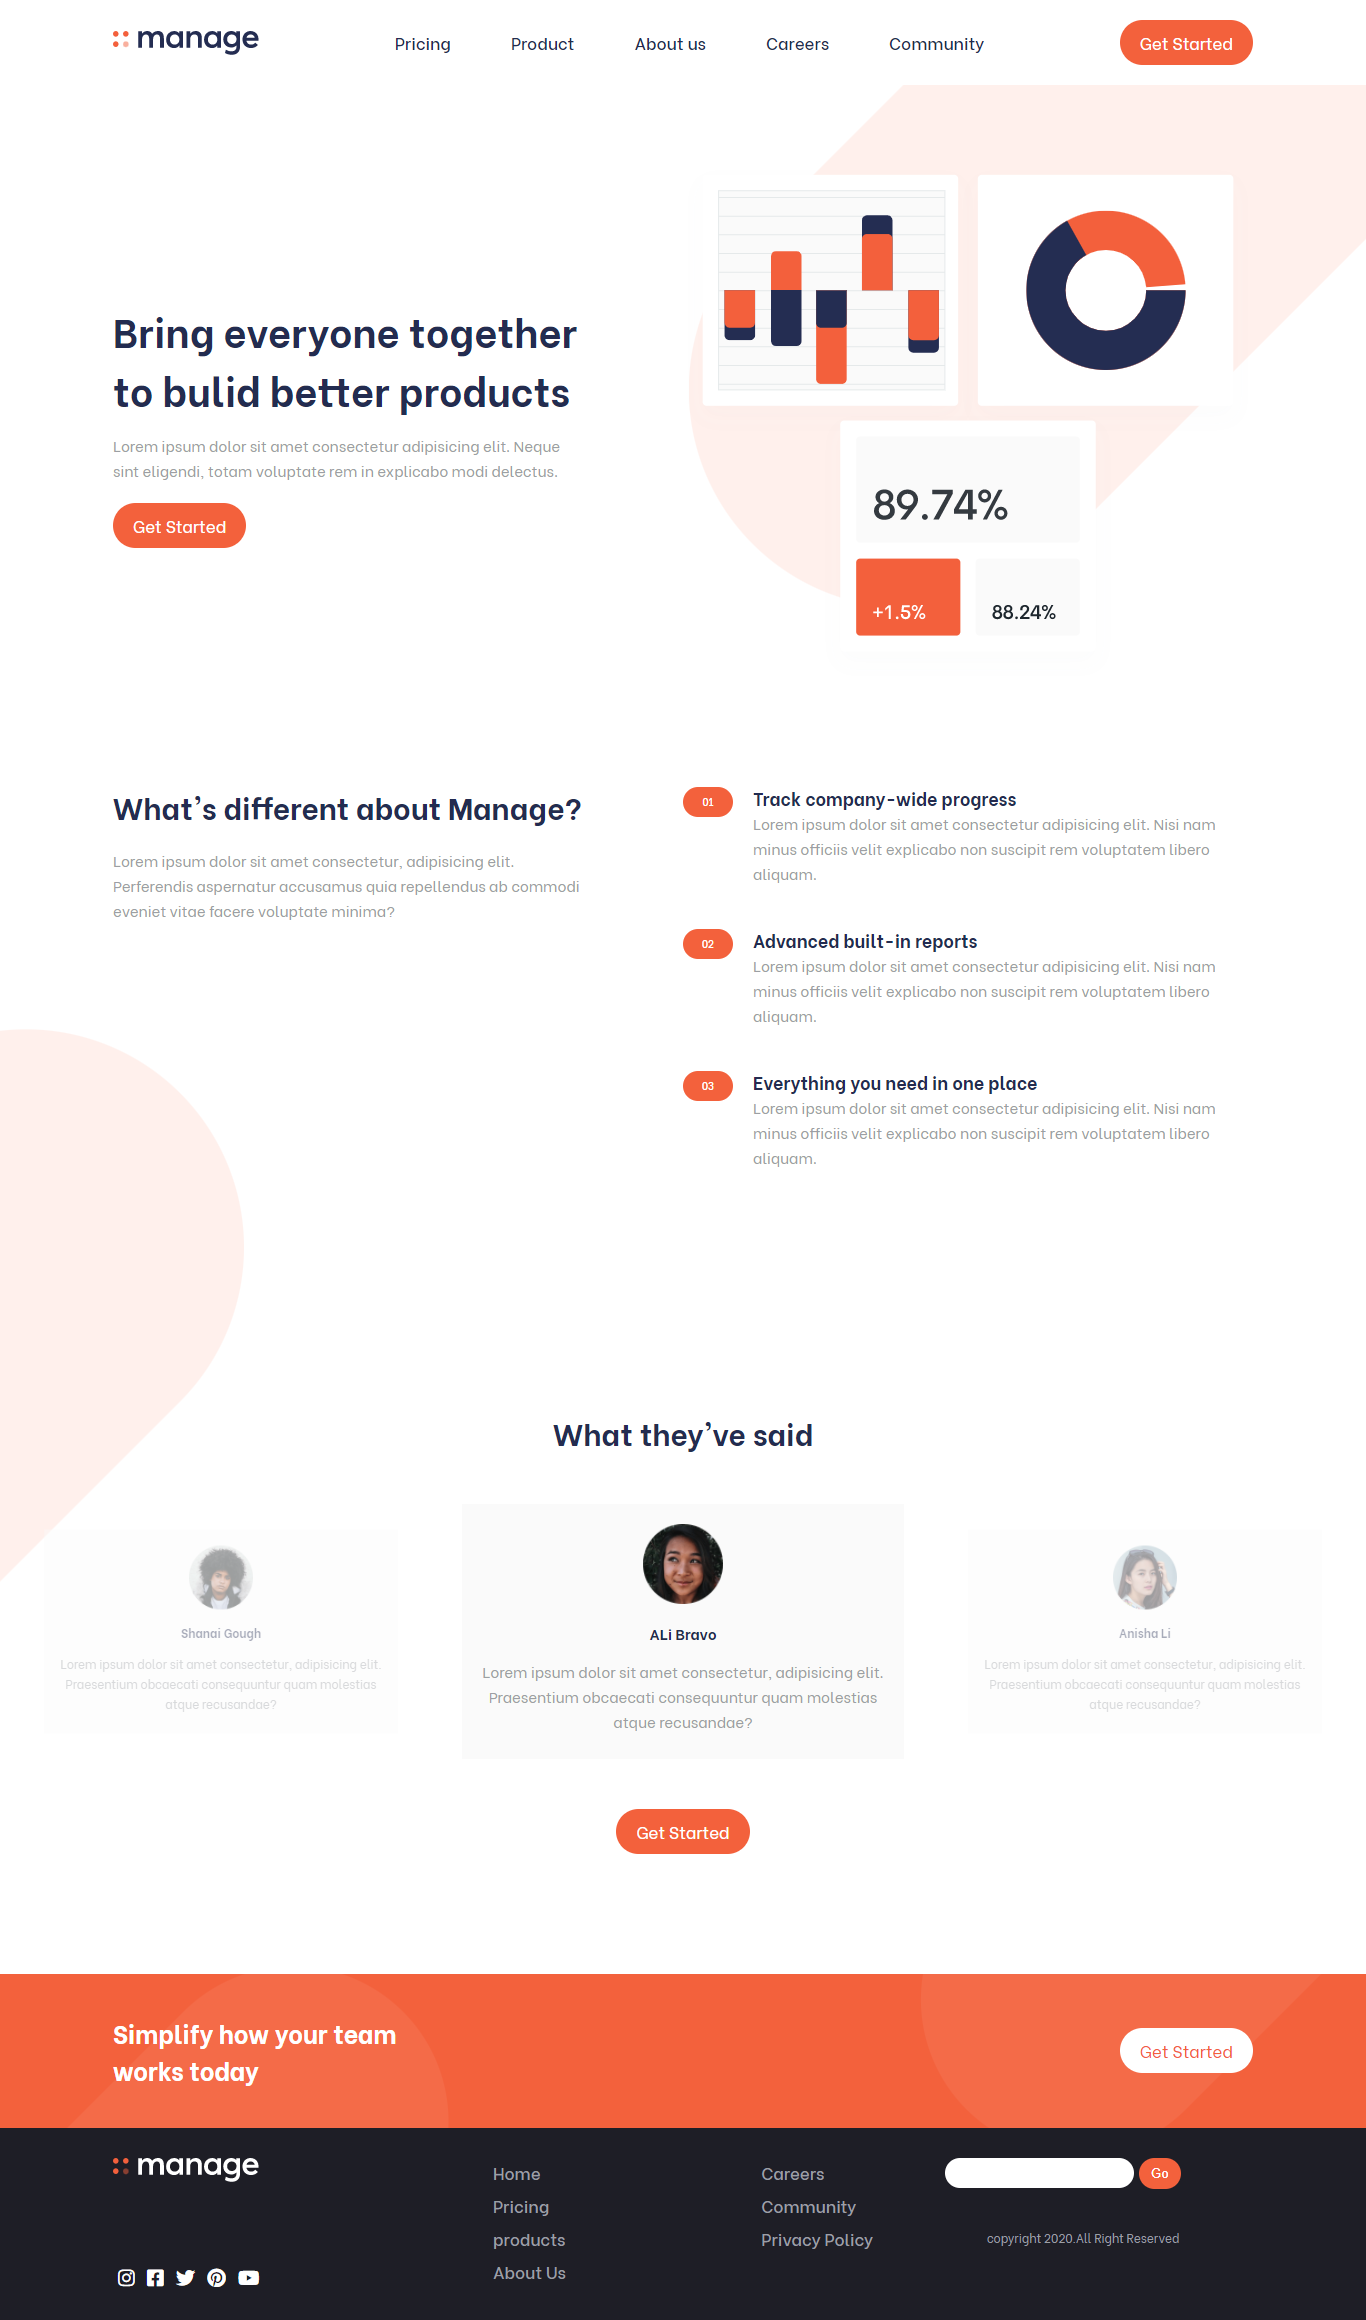 manage
Pricing
Product
About us
Careers
Community
Get Started
Bring everyone together
to bulid better products
Lorem ipsum dolor sit amet consectetur adipisicing elit. Neque
sint eligendi, totam voluptate rem in explicabo modi delectus.
Get Started
89.74%
+1.5%
88.24%
What's different about Manage?
Lorem ipsum dolor sit amet consectetur, adipisicing elit.
Perferendis aspernatur accusamus quia repellendus ab commodi
eveniet vitae facere voluptate minima?
01
Track company-wide progress
Lorem ipsum dolor sit amet consectetur adipisicing elit. Nisi nam
minus officiis velit explicabo non suscipit rem voluptatem libero
aliquam.
02
Advanced built-in reports
Lorem ipsum dolor sit amet consectetur adipisicing elit. Nisi nam
minus officiis velit explicabo non suscipit rem voluptatem libero
aliquam.
03
Everything you need in one place
Lorem ipsum dolor sit amet consectetur adipisicing elit. Nisi nam
minus officiis velit explicabo non suscipit rem voluptatem libero
aliquam.
What they've said
Shanai Gough
Lorem ipsum dolor sit amet consectetur, adipisicing elit.
Praesentium obcaecati consequuntur quam molestias
atque recusandae?
ALi Bravo
Lorem ipsum dolor sit amet consectetur, adipisicing elit.
Praesentium obcaecati consequuntur quam molestias
atque recusandae?
Anisha Li
Lorem ipsum dolor sit amet consectetur, adipisicing elit.
Praesentium obcaecati consequuntur quam molestias
atque recusandae?
Get Started
Simplify how your team
works today
Get Started
manage
Home
Pricing
products
About Us
Careers
Community
Privacy Policy
Go
copyright 2020.All Right Reserved